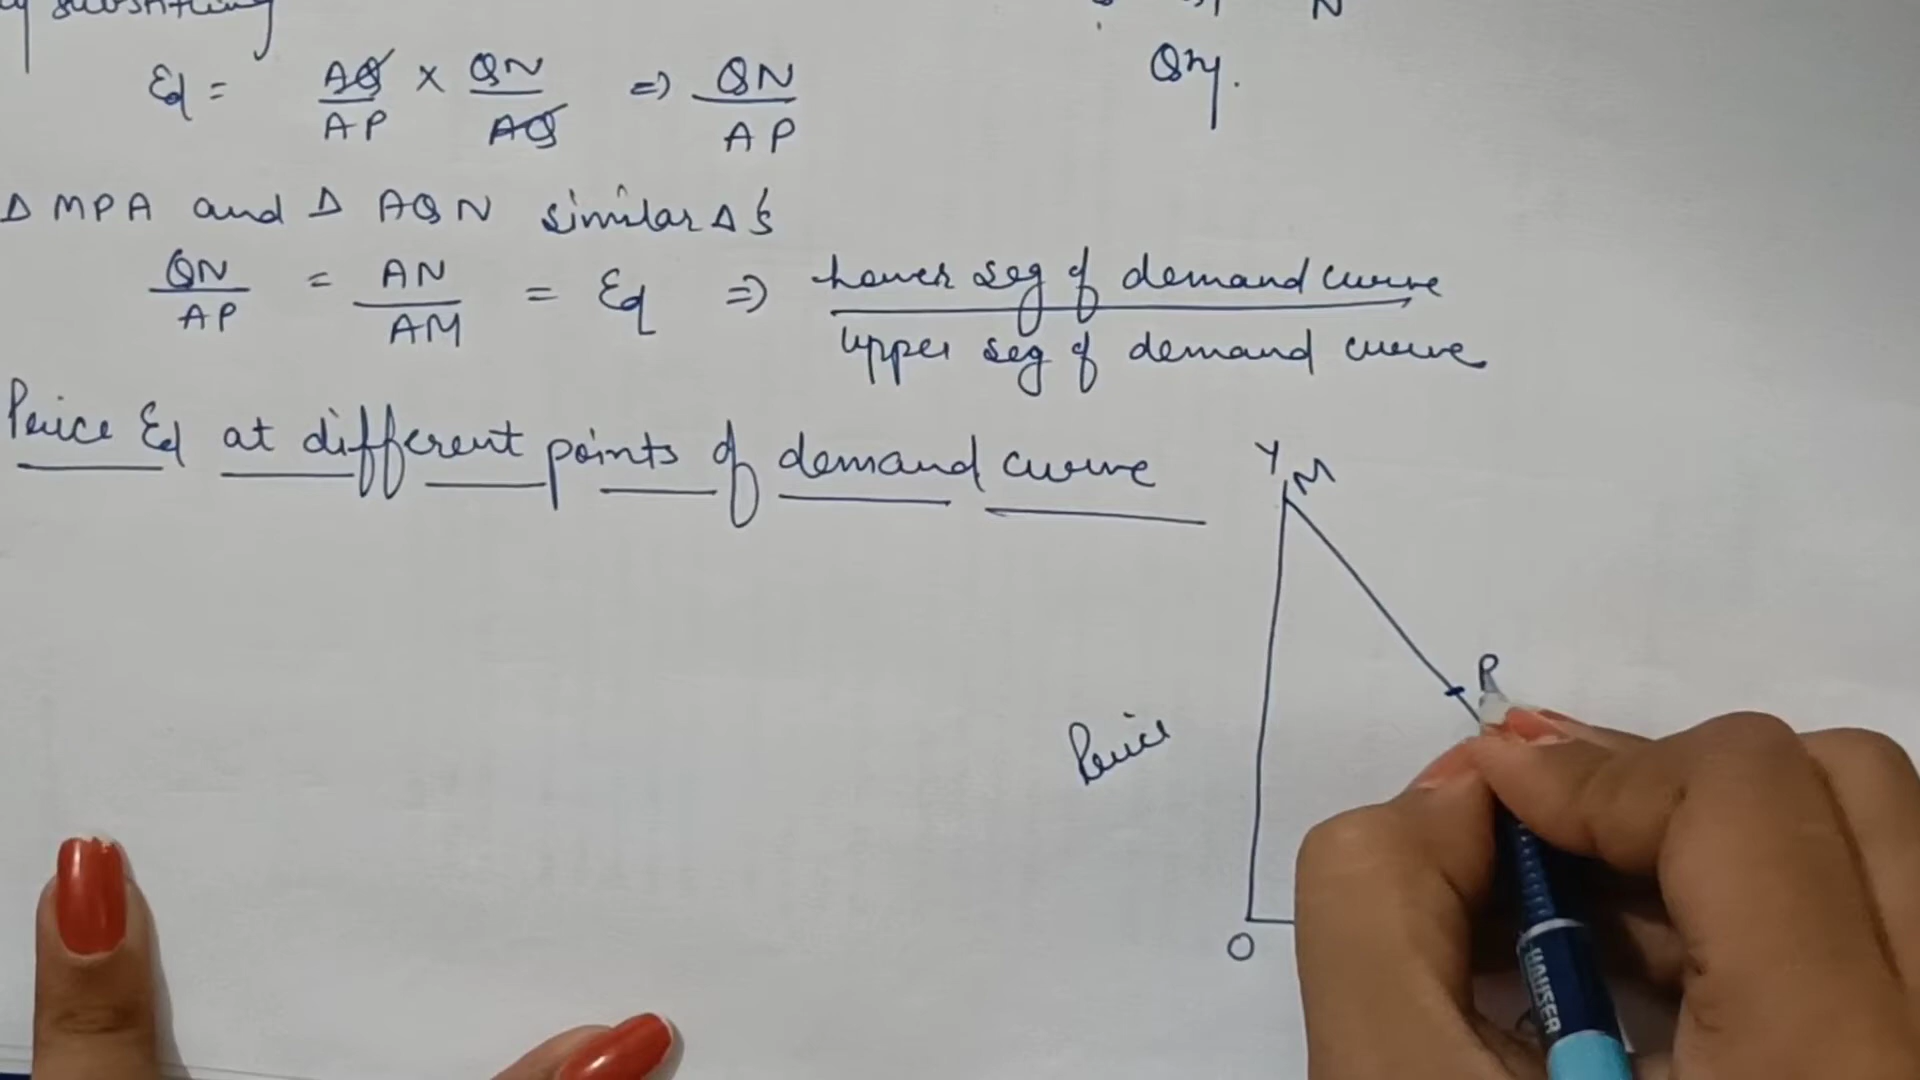 N
Qty.
Ed = AQ/AP × QN/AQ ⇒ QN/AP
Δ MPA and Δ AQN similar Δ's
QN/AP = AN/AM = Ed ⇒ Lower seg of demand curve / upper seg of demand curve
Price Ed at different points of demand curve
Y M
P
Price
O
HAUSER